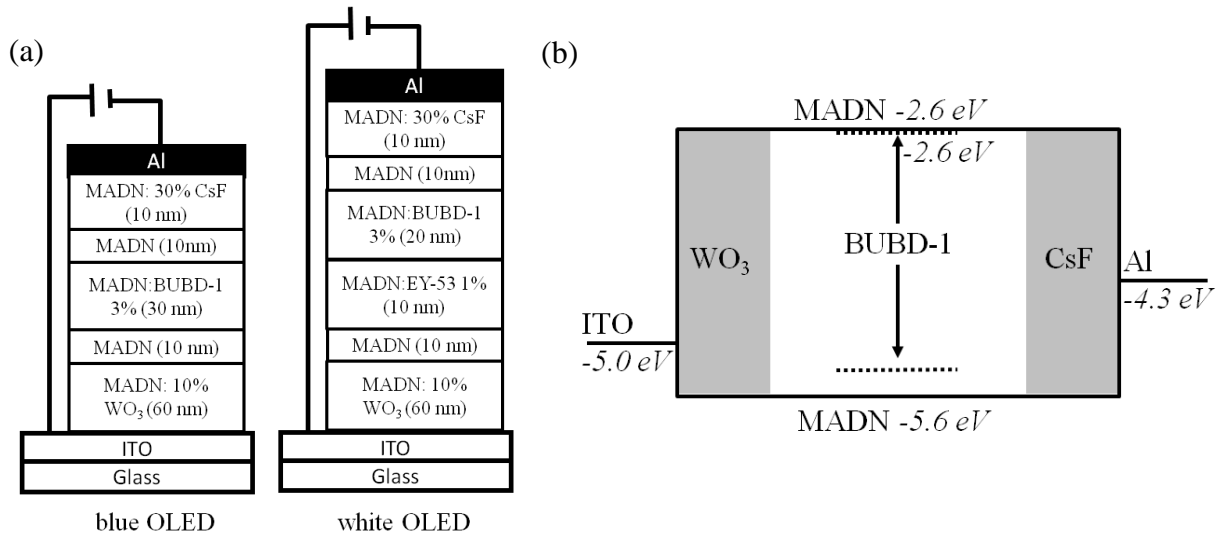 (a)
Al
MADN: 30% CsF
(10 nm)
MADN (10nm)
MADN:BUBD-1
3% (30 nm)
MADN (10 nm)
MADN: 10%
WO₃ (60 nm)
ITO
Glass
blue OLED
Al
MADN: 30% CsF
(10 nm)
MADN (10nm)
MADN:BUBD-1
3% (20 nm)
MADN:EY-53 1%
(10 nm)
MADN (10 nm)
MADN: 10%
WO₃ (60 nm)
ITO
Glass
white OLED
(b)
MADN -2.6 eV
-2.6 eV
BUBD-1
WO₃
CsF
Al
-4.3 eV
ITO
-5.0 eV
MADN -5.6 eV